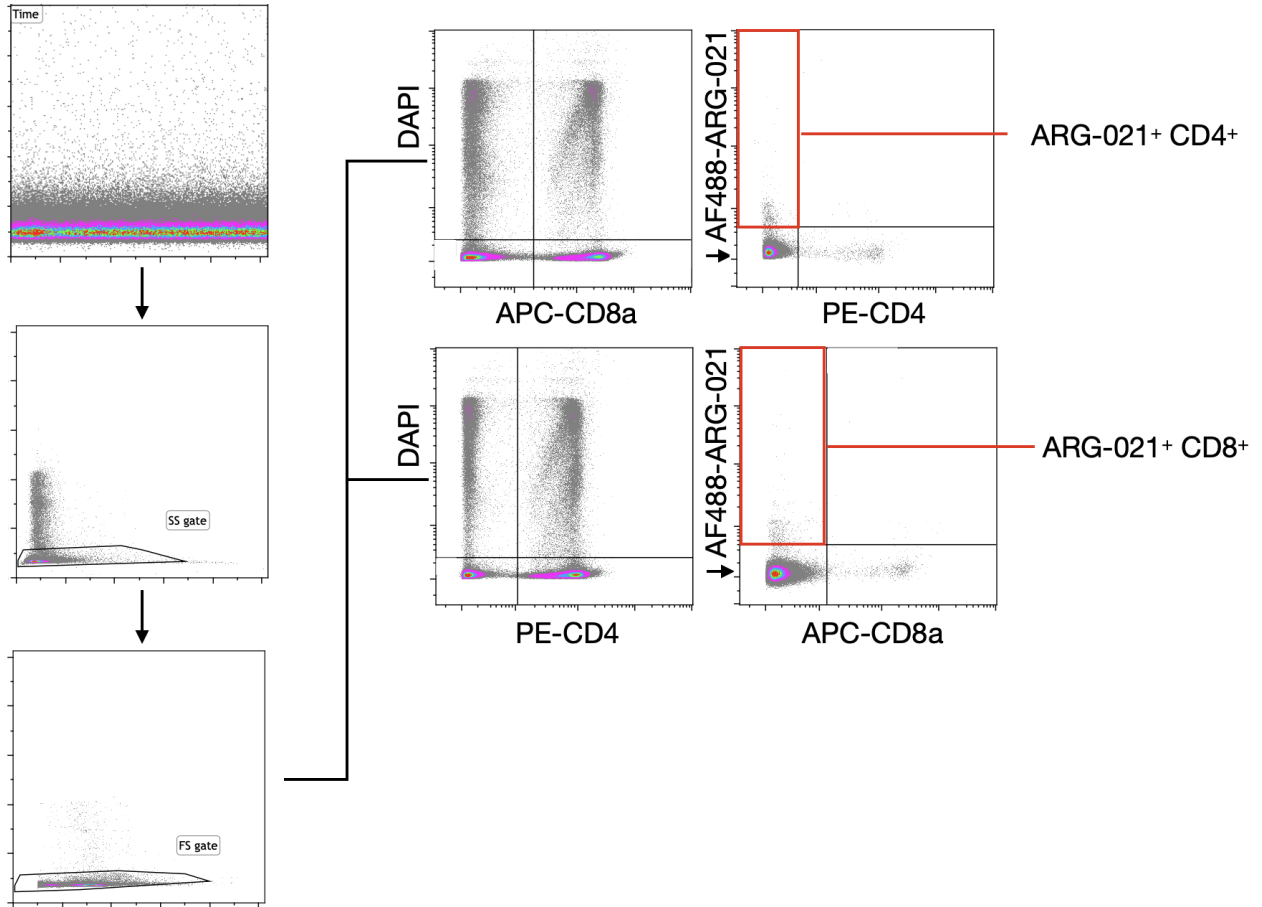 Time
SS gate
FS gate
DAPI
APC-CD8a
AF488-ARG-021
PE-CD4
ARG-021⁺ CD4⁺
DAPI
PE-CD4
AF488-ARG-021
APC-CD8a
ARG-021⁺ CD8⁺